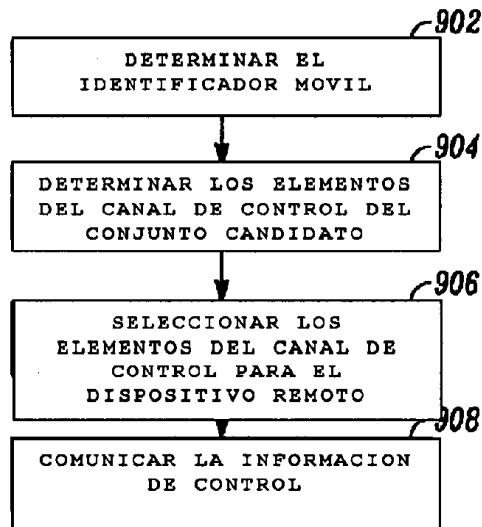 902
DETERMINAR EL
IDENTIFICADOR MOVIL
904
DETERMINAR LOS ELEMENTOS
DEL CANAL DE CONTROL DEL
CONJUNTO CANDIDATO
906
SELECCIONAR LOS
ELEMENTOS DEL CANAL DE
CONTROL PARA EL
DISPOSITIVO REMOTO
908
COMUNICAR LA INFORMACION
DE CONTROL